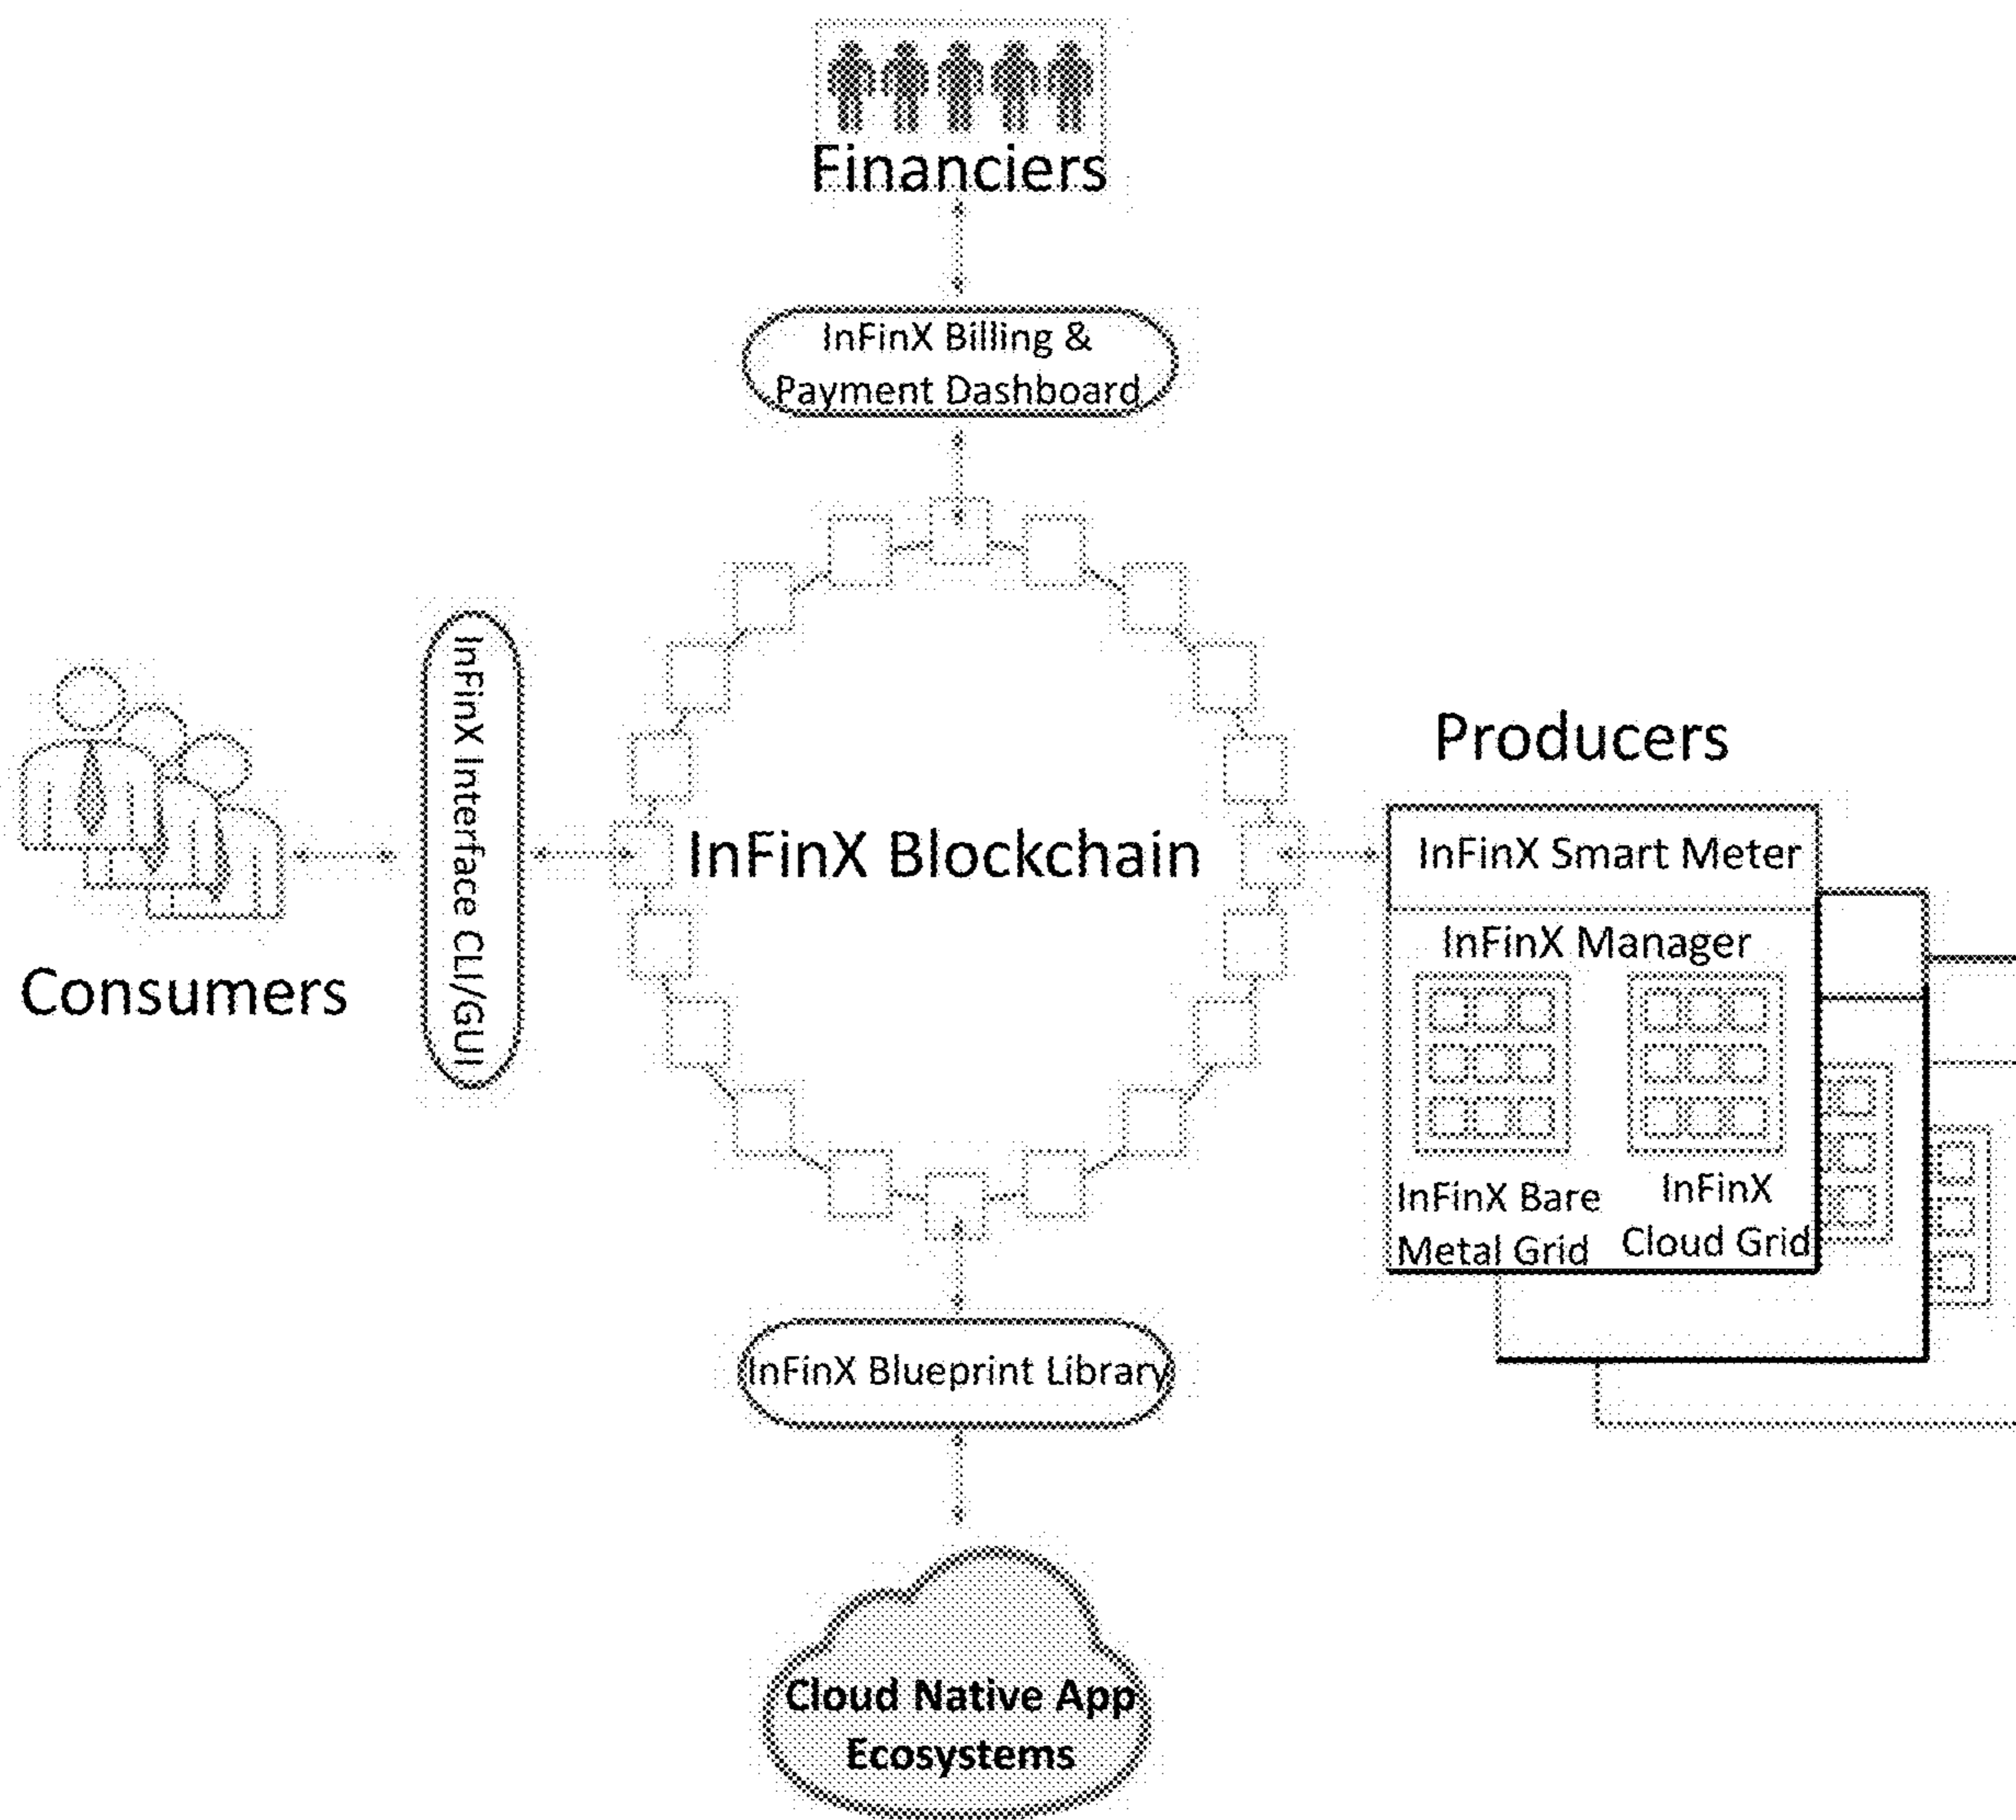 Financiers
InFinX Billing &
Payment Dashboard
InFinX Interface CLI/GUI
Consumers
InFinX Blockchain
Producers
InFinX Smart Meter
InFinX Manager
InFinX Bare
Metal Grid
InFinX
Cloud Grid
InFinX Blueprint Library
Cloud Native App
Ecosystems